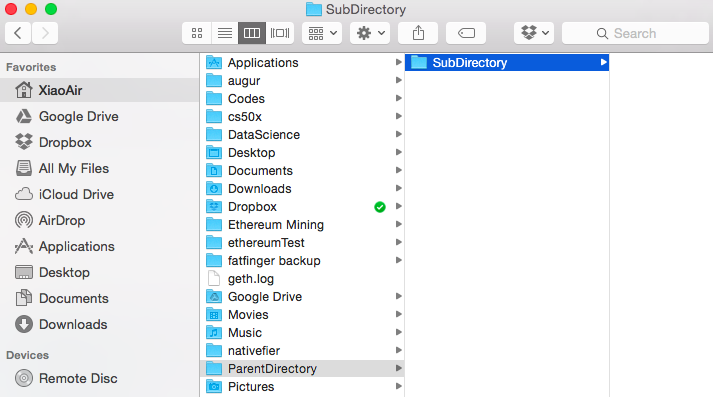 SubDirectory
Search
Favorites
XiaoAir
Google Drive
Dropbox
All My Files
iCloud Drive
AirDrop
Applications
Desktop
Documents
Downloads
Devices
Remote Disc
Applications
augur
Codes
cs50x
DataScience
Desktop
Documents
Downloads
Dropbox
Ethereum Mining
ethereumTest
fatfinger backup
geth.log
Google Drive
Movies
Music
nativefier
ParentDirectory
Pictures
SubDirectory